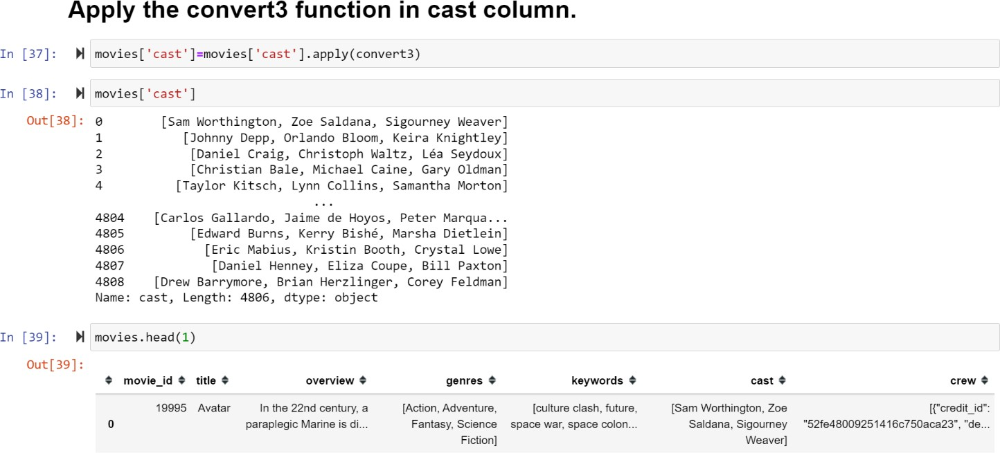 Apply the convert3 function in cast column.
In [37]: movies['cast']=movies['cast'].apply(convert3)
In [38]: movies['cast']
Out[38]: 0 [Sam Worthington, Zoe Saldana, Sigourney Weaver]
1 [Johnny Depp, Orlando Bloom, Keira Knightley]
2 [Daniel Craig, Christoph Waltz, Léa Seydoux]
3 [Christian Bale, Michael Caine, Gary Oldman]
4 [Taylor Kitsch, Lynn Collins, Samantha Morton]
...
4804 [Carlos Gallardo, Jaime de Hoyos, Peter Marqua...
4805 [Edward Burns, Kerry Bishé, Marsha Dietlein]
4806 [Eric Mabius, Kristin Booth, Crystal Lowe]
4807 [Daniel Henney, Eliza Coupe, Bill Paxton]
4808 [Drew Barrymore, Brian Herzlinger, Corey Feldman]
Name: cast, Length: 4806, dtype: object
In [39]: movies.head(1)
Out[39]:
movie_id title overview genres keywords cast crew
19995 Avatar In the 22nd century, a [Action, Adventure, [culture clash, future, [Sam Worthington, Zoe [{"credit_id":
0 paraplegic Marine is di... Fantasy, Science space war, space colon... Saldana, Sigourney "52fe48009251416c750aca23", "de...
Fiction] Weaver]